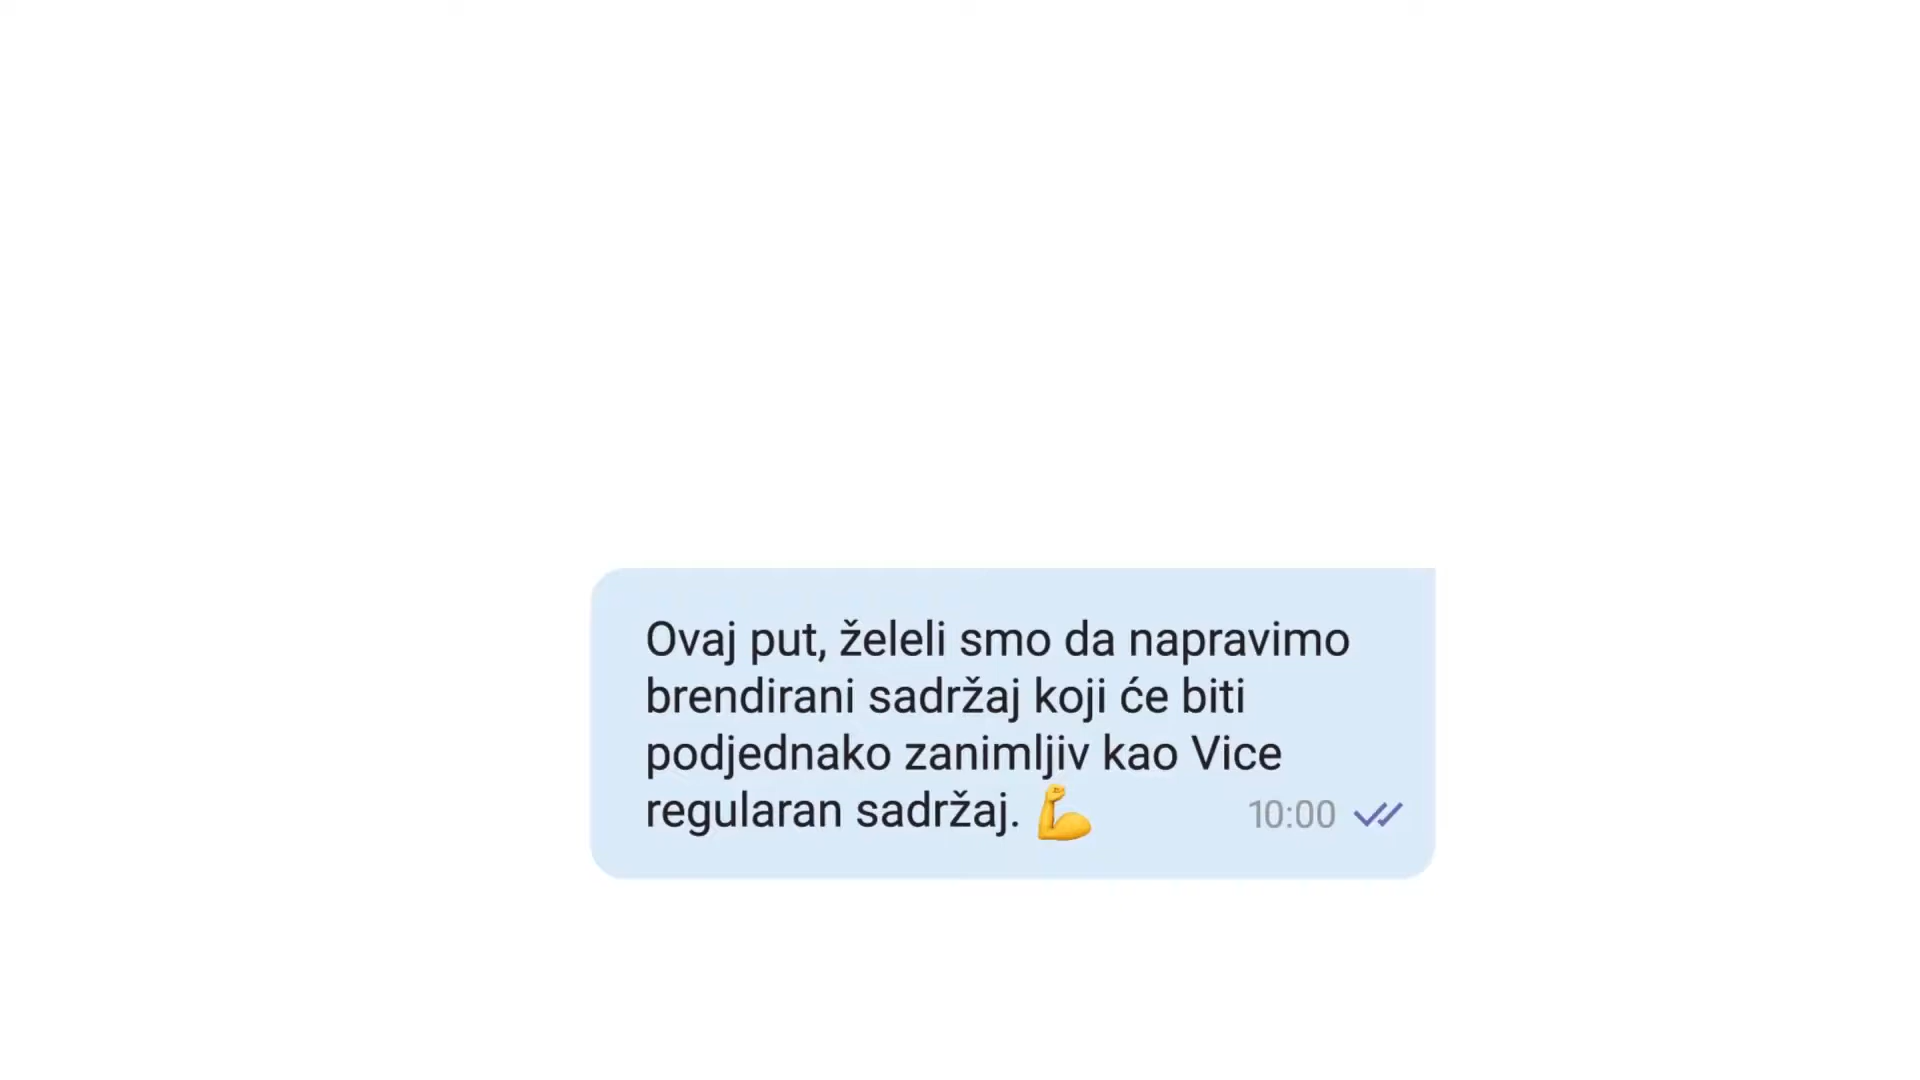 Ovaj put, želeli smo da napravimo
brendirani sadržaj koji će biti
podjednako zanimljiv kao Vice
regularan sadržaj. 💪 10:00